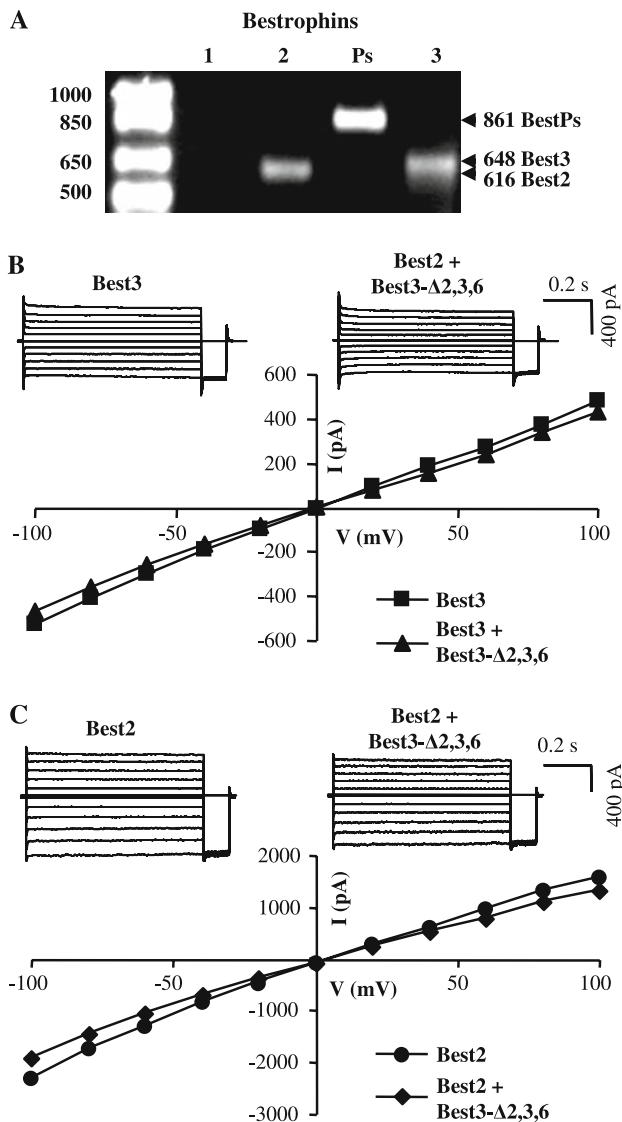 A
Bestrophins
1 2 Ps 3
1000
850
650
500
861 BestPs
648 Best3
616 Best2
B
Best3
Best2 +
Best3-Δ2,3,6
0.2 s
400 pA
600
400
200
-200
-400
-600
I (pA)
-100 -50 50 100
V (mV)
Best3
Best3 +
Best3-Δ2,3,6
C
Best2
Best2 +
Best3-Δ2,3,6
0.2 s
400 pA
2000
1000
-1000
-2000
-3000
I (pA)
-100 -50 50 100
V (mV)
Best2
Best2 +
Best3-Δ2,3,6